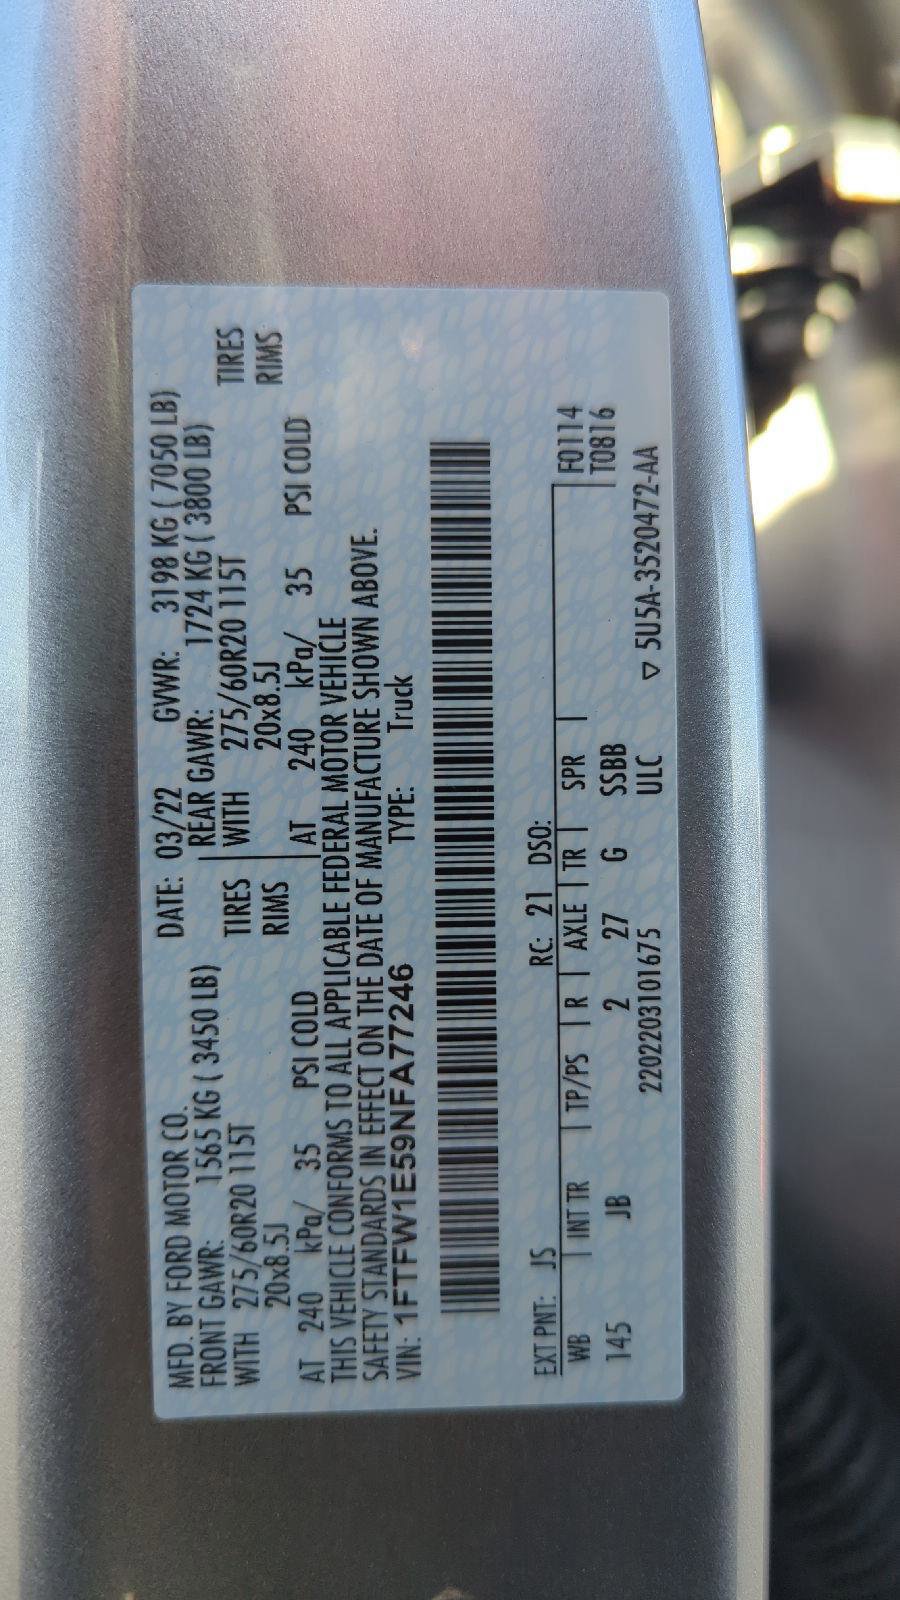 MFD. BY FORD MOTOR CO. DATE: 03/22 GVWR: 3198 KG ( 7050 LB)
FRONT GAWR: 1565 KG ( 3450 LB) REAR GAWR: 1724 KG ( 3800 LB)
WITH 275/60R20 115T TIRES WITH 275/60R20 115T TIRES
20x8.5J RIMS 20x8.5J RIMS
AT 240 kPa/ 35 PSI COLD AT 240 kPa/ 35 PSI COLD
THIS VEHICLE CONFORMS TO ALL APPLICABLE FEDERAL MOTOR VEHICLE
SAFETY STANDARDS IN EFFECT ON THE DATE OF MANUFACTURE SHOWN ABOVE.
VIN: 1FTFW1E59NFA77246 TYPE: Truck
EXT PNT: JS RC: 21 DSO:
WB INT TR TP/PS R AXLE TR SPR F0114
145 JB 2 27 G SSBB T0816
2202203101675 ULC ▽ 5U5A-3520472-AA